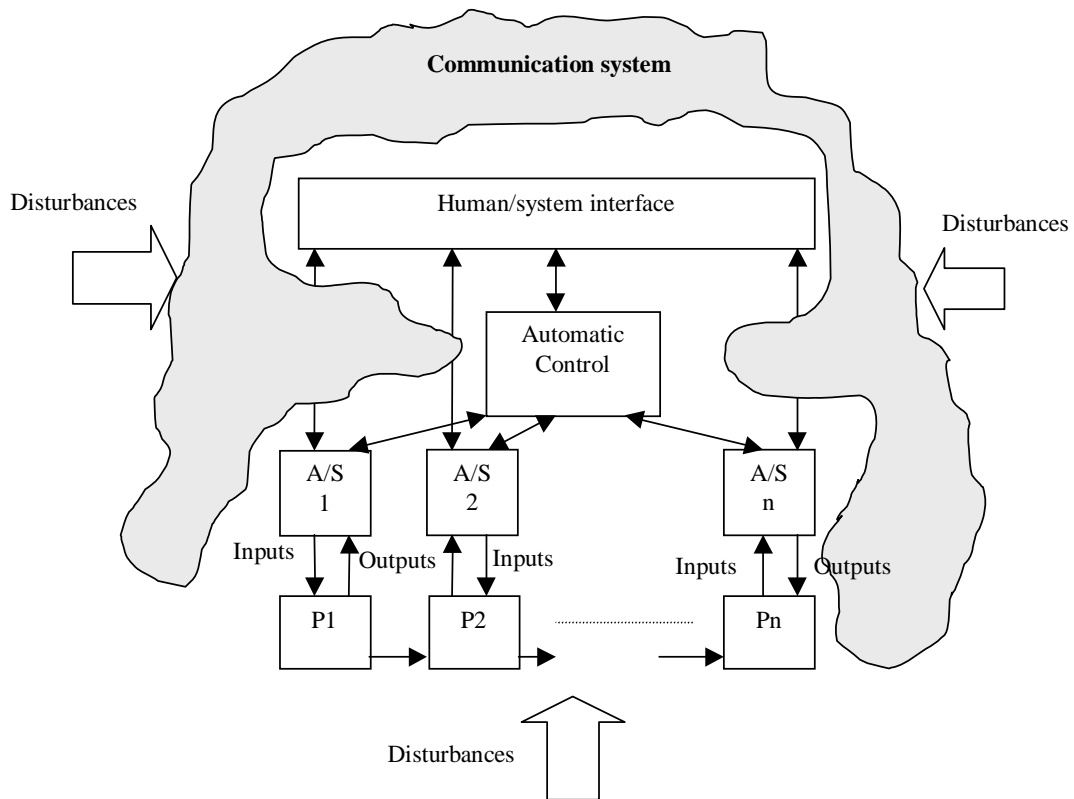 Communication system
Disturbances
Human/system interface
Disturbances
Automatic
Control
A/S
1
A/S
2
A/S
n
Inputs
Outputs
Inputs
Inputs
Outputs
P1
P2
Pn
Disturbances